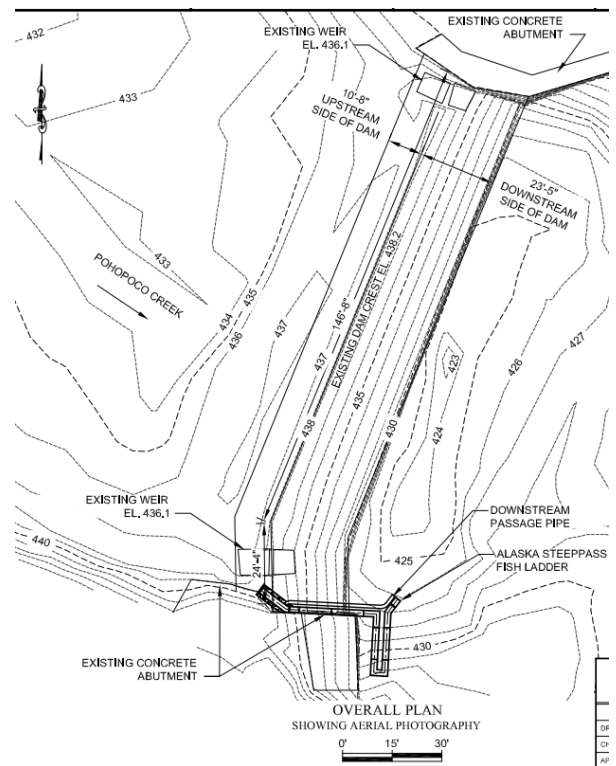 EXISTING CONCRETE
ABUTMENT
EXISTING WEIR
EL. 436.1
432
433
10'-8"
UPSTREAM
SIDE OF DAM
23'-5"
DOWNSTREAM
SIDE OF DAM
433
POHOPOCO CREEK
434
435
436
437
146'-8"
EXISTING DAM CREST EL. 438.2
437
435
438
430
423
424
426
427
425
EXISTING WEIR
EL. 436.1
440
24'-4"
DOWNSTREAM
PASSAGE PIPE
ALASKA STEEPPASS
FISH LADDER
430
EXISTING CONCRETE
ABUTMENT
OVERALL PLAN
SHOWING AERIAL PHOTOGRAPHY
0' 15' 30'
DR
CH
AP